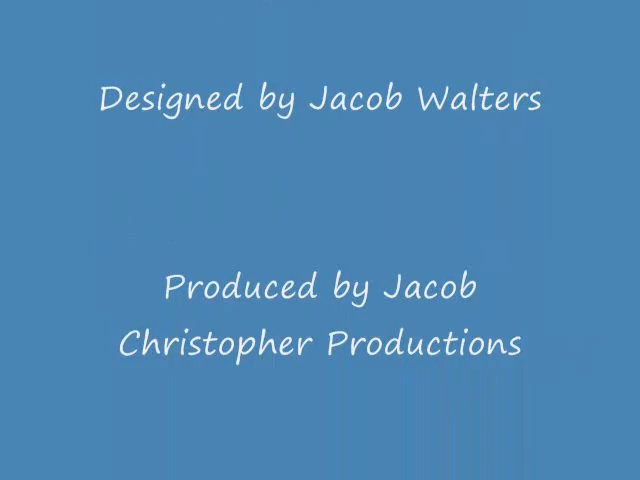 Designed by Jacob Walters
Produced by Jacob
Christopher Productions